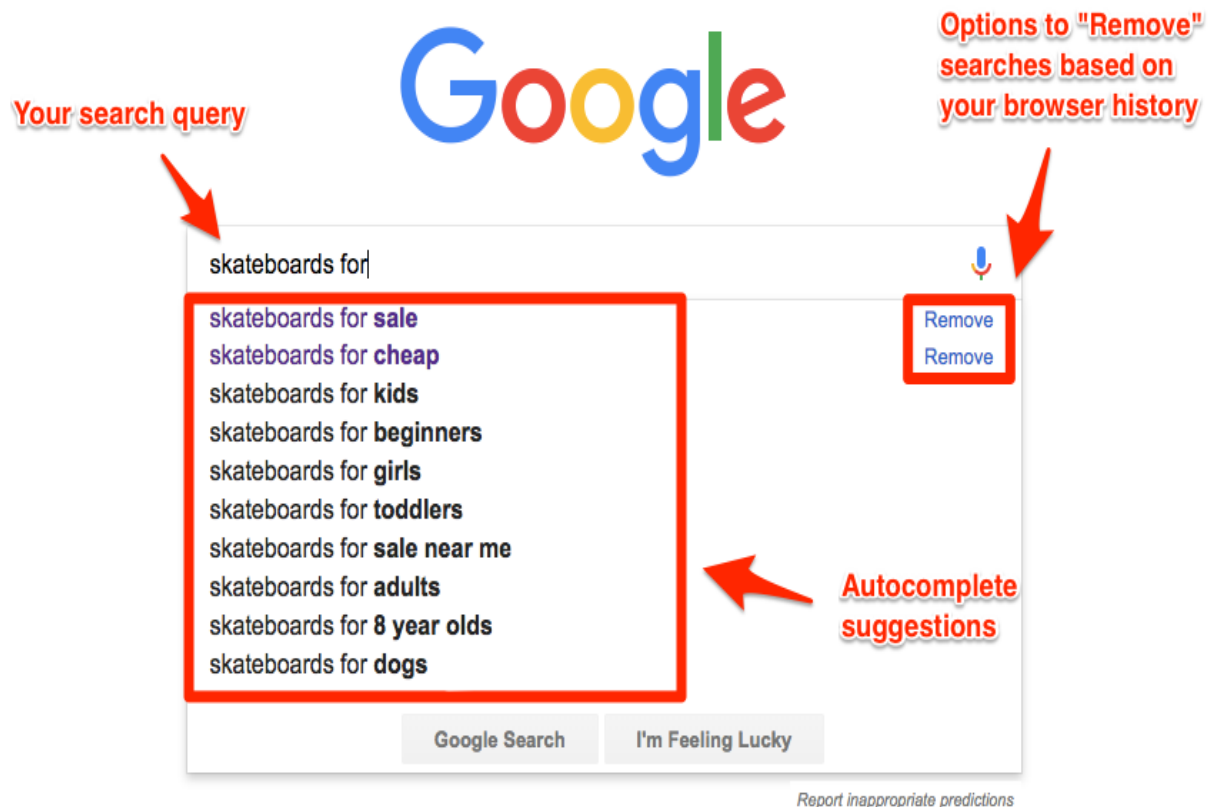 Google
Options to "Remove"
searches based on
your browser history
Your search query
skateboards for
skateboards for sale
Remove
skateboards for cheap
Remove
skateboards for kids
skateboards for beginners
skateboards for girls
skateboards for toddlers
skateboards for sale near me
skateboards for adults
skateboards for 8 year olds
skateboards for dogs
Autocomplete
suggestions
Google Search
I'm Feeling Lucky
Report inappropriate predictions